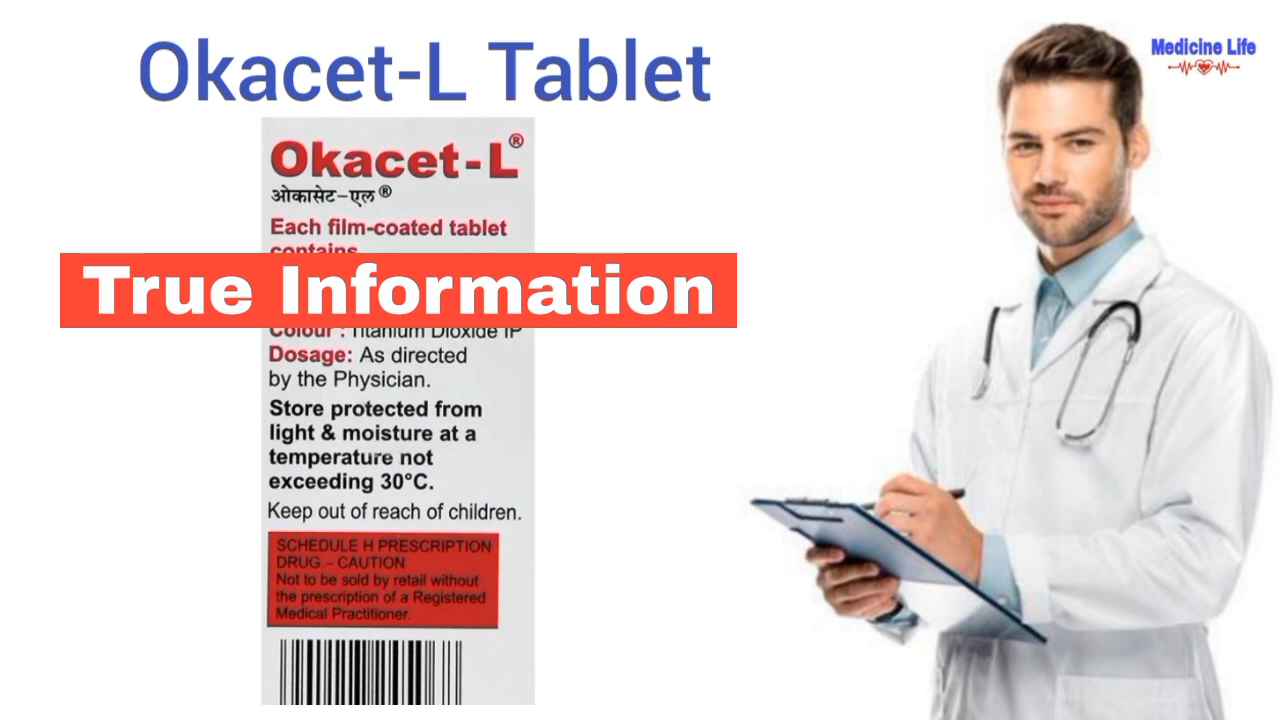 Okacet-L Tablet
Medicine Life
Okacet-L®
ओकासेट-एल®
Each film-coated tablet
contains
True Information
Colour : Titanium Dioxide IP
Dosage: As directed
by the Physician.
Store protected from
light & moisture at a
temperature not
exceeding 30°C.
Keep out of reach of children.
SCHEDULE H PRESCRIPTION
DRUG – CAUTION
Not to be sold by retail without
the prescription of a Registered
Medical Practitioner.